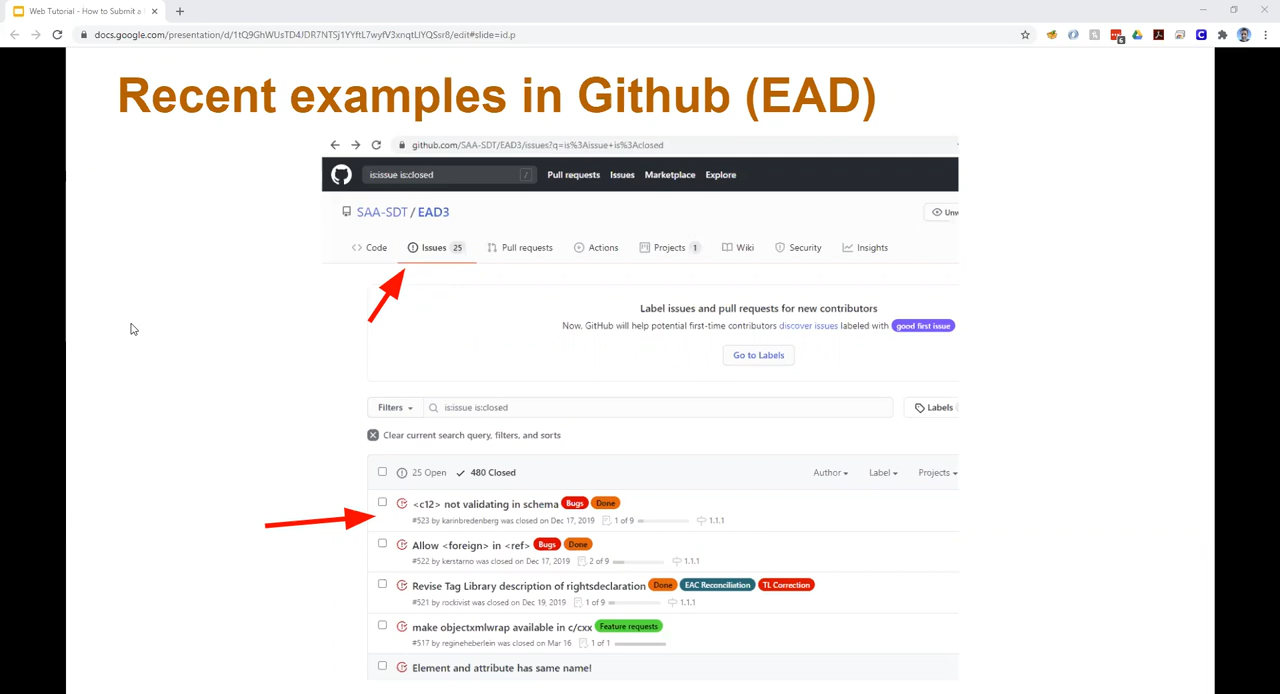 Web Tutorial - How to Submit a
docs.google.com/presentation/d/1tQ9GhWUsTD4JDR7NTSj1YYftL7wyfV3xnqtLlYQSsr8/edit#slide=id.p
Recent examples in Github (EAD)
github.com/SAA-SDT/EAD3/issues?q=is%3Aissue+is%3Aclosed
is:issue is:closed / Pull requests Issues Marketplace Explore
SAA-SDT / EAD3 Unw
Code Issues 25 Pull requests Actions Projects 1 Wiki Security Insights
Label issues and pull requests for new contributors
Now, GitHub will help potential first-time contributors discover issues labeled with good first issue
Go to Labels
Filters is:issue is:closed Labels
Clear current search query, filters, and sorts
25 Open 480 Closed Author Label Projects
<c12> not validating in schema Bugs Done
#523 by karinbredenberg was closed on Dec 17, 2019 1 of 9 1.1.1
Allow <foreign> in <ref> Bugs Done
#522 by kerstarno was closed on Dec 17, 2019 2 of 9 1.1.1
Revise Tag Library description of rightsdeclaration Done EAC Reconciliation TL Correction
#521 by rockivist was closed on Dec 19, 2019 1 of 9 1.1.1
make objectxmlwrap available in c/cxx Feature requests
#517 by regineheberlein was closed on Mar 16 1 of 1
Element and attribute has same name!